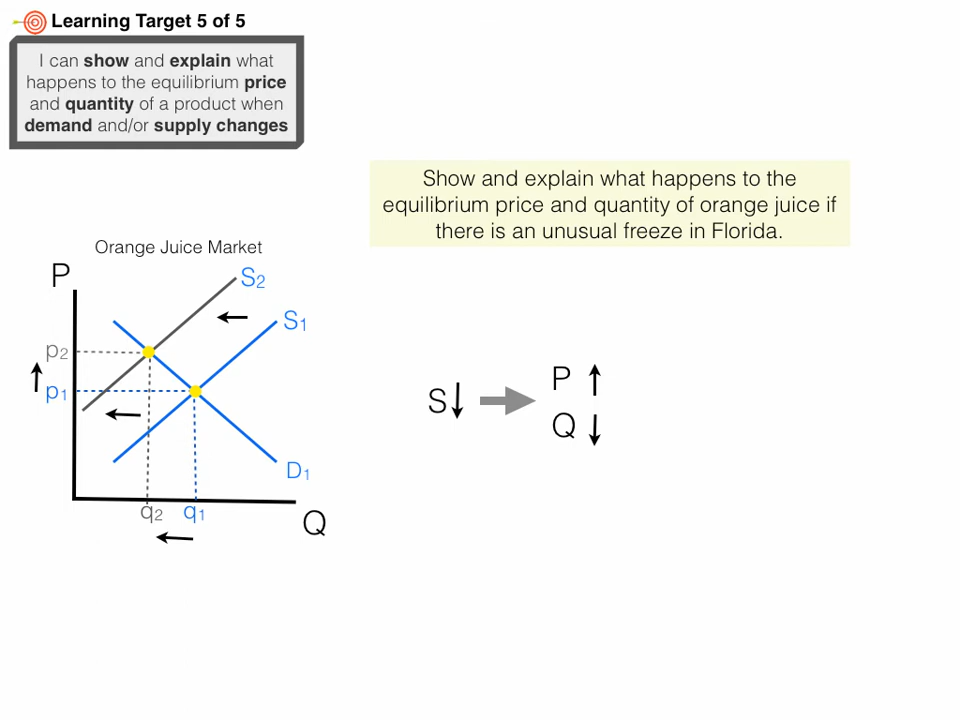 Learning Target 5 of 5
I can show and explain what
happens to the equilibrium price
and quantity of a product when
demand and/or supply changes
Show and explain what happens to the
equilibrium price and quantity of orange juice if
there is an unusual freeze in Florida.
Orange Juice Market
P
S2
S1
p2
p1
D1
q2 q1
Q
S
P
Q